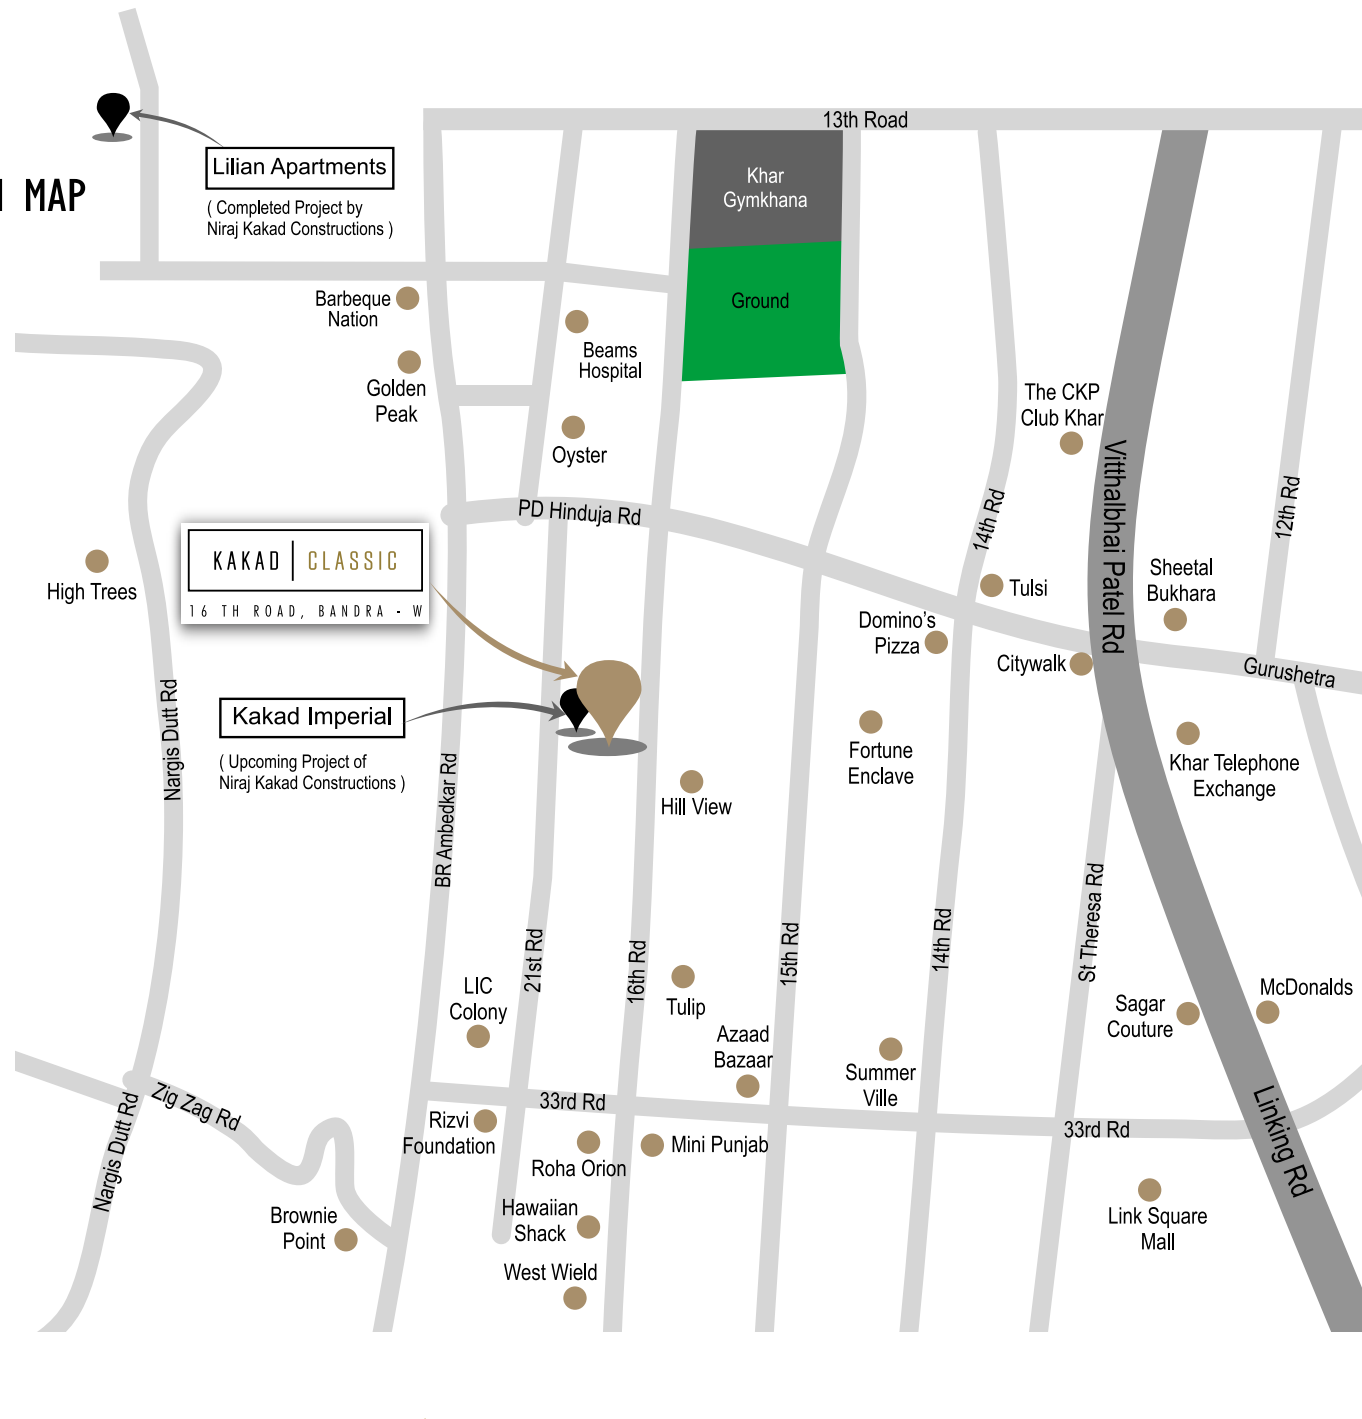 13th Road
Lilian Apartments
( Completed Project by
Niraj Kakad Constructions )
MAP
Khar
Gymkhana
Ground
Barbeque
Nation
Golden
Peak
Beams
Hospital
Oyster
The CKP
Club Khar
PD Hinduja Rd
14th Rd
Vitthalbhai Patel Rd
12th Rd
KAKAD | CLASSIC
16 TH ROAD, BANDRA - W
High Trees
Tulsi
Sheetal
Bukhara
Domino's
Pizza
Citywalk
Gurushetra
Nargis Dutt Rd
Kakad Imperial
( Upcoming Project of
Niraj Kakad Constructions )
BR Ambedkar Rd
Hill View
Fortune
Enclave
Khar Telephone
Exchange
21st Rd
16th Rd
15th Rd
14th Rd
St Theresa Rd
LIC
Colony
Tulip
Azaad
Bazaar
Summer
Ville
Sagar
Couture
McDonalds
Zig Zag Rd
Nargis Dutt Rd
33rd Rd
33rd Rd
Linking Rd
Rizvi
Foundation
Roha Orion
Mini Punjab
Hawaiian
Shack
West Wield
Brownie
Point
Link Square
Mall